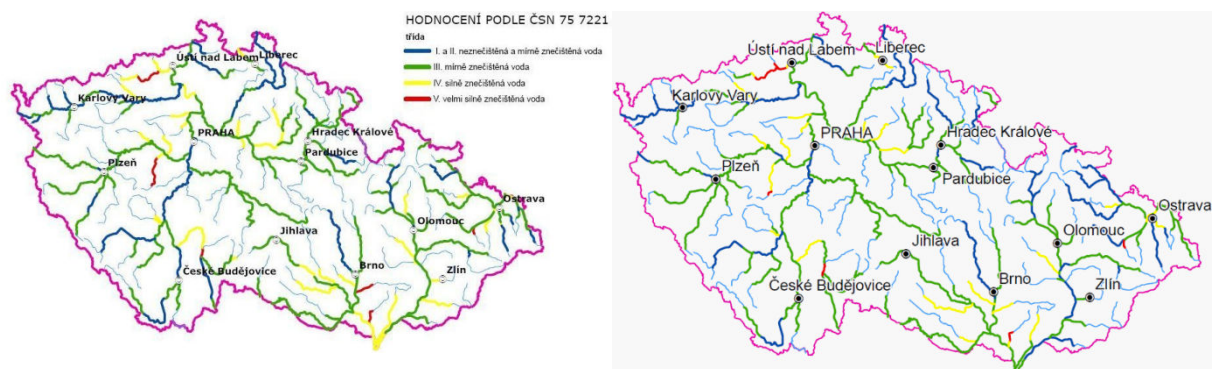 HODNOCENÍ PODLE ČSN 75 7221
třída
I. a II. neznečištěná a mírně znečištěná voda
III. mírně znečištěná voda
IV. silně znečištěná voda
V. velmi silně znečištěná voda
Ústí nad Labem
Liberec
Karlovy Vary
PRAHA
Hradec Králové
Pardubice
Plzeň
Ostrava
Olomouc
Jihlava
Brno
Zlín
České Budějovice
Ústí nad Labem
Liberec
Karlovy Vary
PRAHA
Hradec Králové
Pardubice
Plzeň
Ostrava
Olomouc
Jihlava
Brno
Zlín
České Budějovice